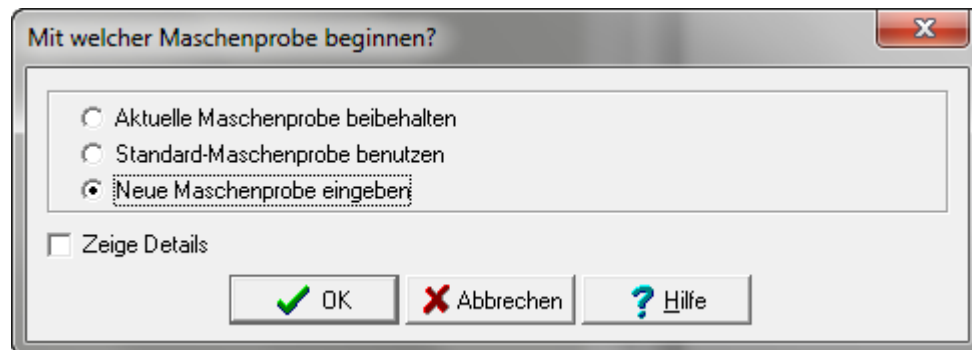 Mit welcher Maschenprobe beginnen?
Aktuelle Maschenprobe beibehalten
Standard-Maschenprobe benutzen
Neue Maschenprobe eingeben
Zeige Details
OK Abbrechen Hilfe